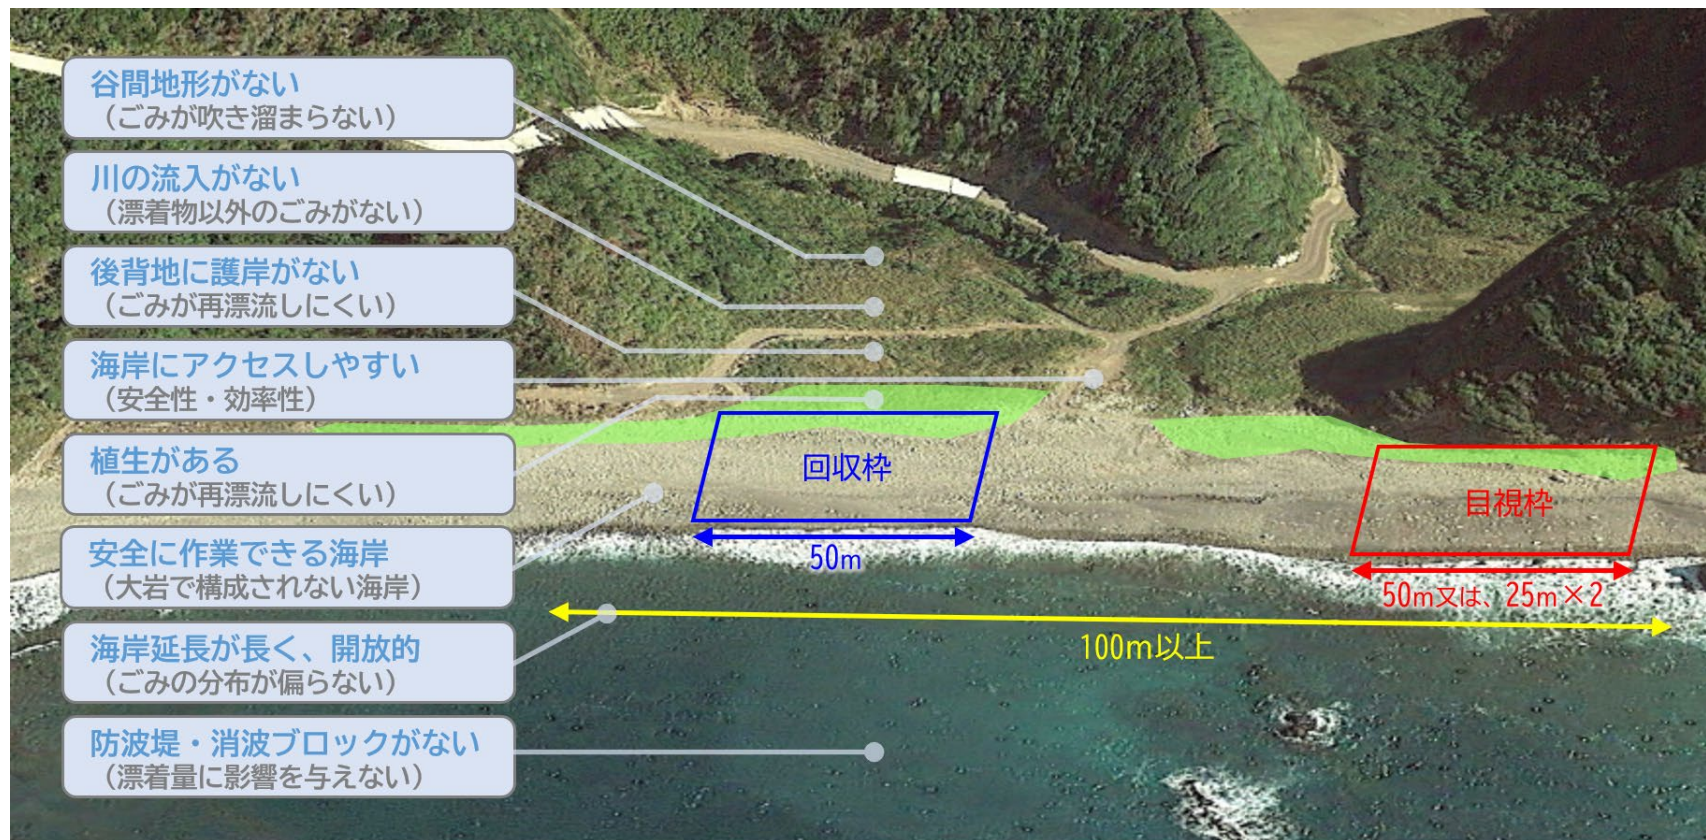 谷間地形がない
（ごみが吹き溜まらない）
川の流入がない
（漂着物以外のごみがない）
後背地に護岸がない
（ごみが再漂流しにくい）
海岸にアクセスしやすい
（安全性・効率性）
植生がある
（ごみが再漂流しにくい）
安全に作業できる海岸
（大岩で構成されない海岸）
海岸延長が長く、開放的
（ごみの分布が偏らない）
防波堤・消波ブロックがない
（漂着量に影響を与えない）
回収枠
50m
目視枠
50m又は、25m×2
100m以上